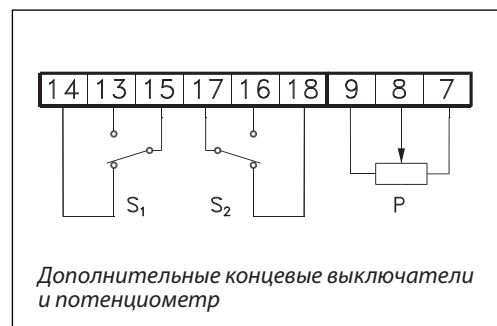 14 13 15 17 16 18 9 8 7
S₁ S₂ P
Дополнительные концевые выключатели
и потенциометр